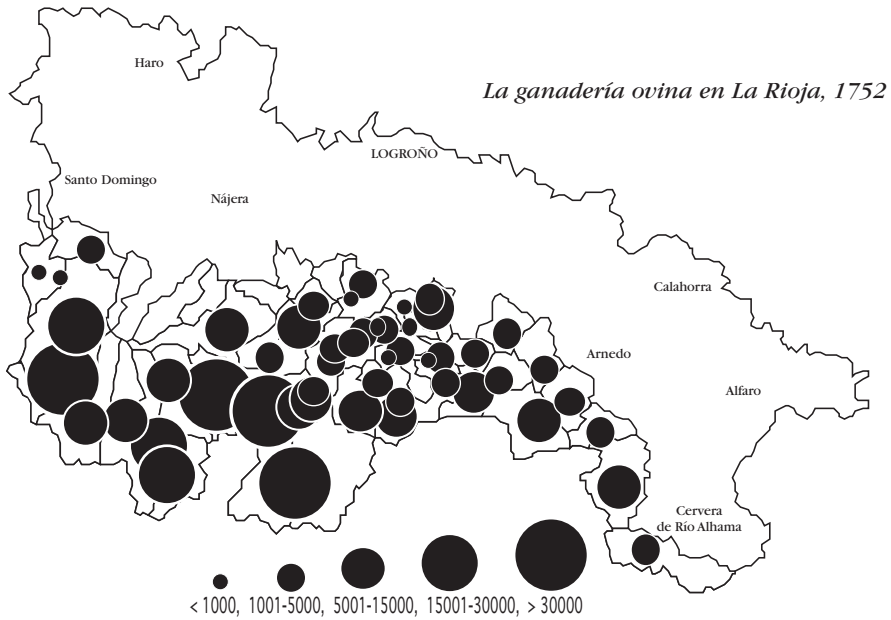 Haro
La ganadería ovina en La Rioja, 1752
LOGROÑO
Santo Domingo
Nájera
Calahorra
Arnedo
Alfaro
Cervera
de Río Alhama
< 1000, 1001-5000, 5001-15000, 15001-30000, > 30000